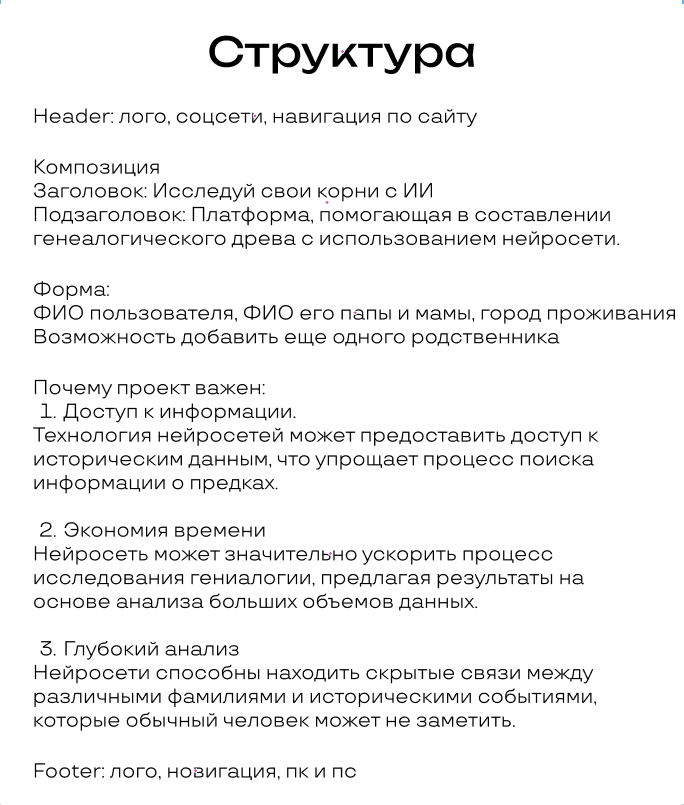 Структура
Header: лого, соцсети, навигация по сайту
Композиция
Заголовок: Исследуй свои корни с ИИ
Подзаголовок: Платформа, помогающая в составлении
генеалогического древа с использованием нейросети.
Форма:
ФИО пользователя, ФИО его папы и мамы, город проживания
Возможность добавить еще одного родственника
Почему проект важен:
1. Доступ к информации.
Технология нейросетей может предоставить доступ к
историческим данным, что упрощает процесс поиска
информации о предках.
2. Экономия времени
Нейросеть может значительно ускорить процесс
исследования гениалогии, предлагая результаты на
основе анализа больших объемов данных.
3. Глубокий анализ
Нейросети способны находить скрытые связи между
различными фамилиями и историческими событиями,
которые обычный человек может не заметить.
Footer: лого, новигация, пк и пс